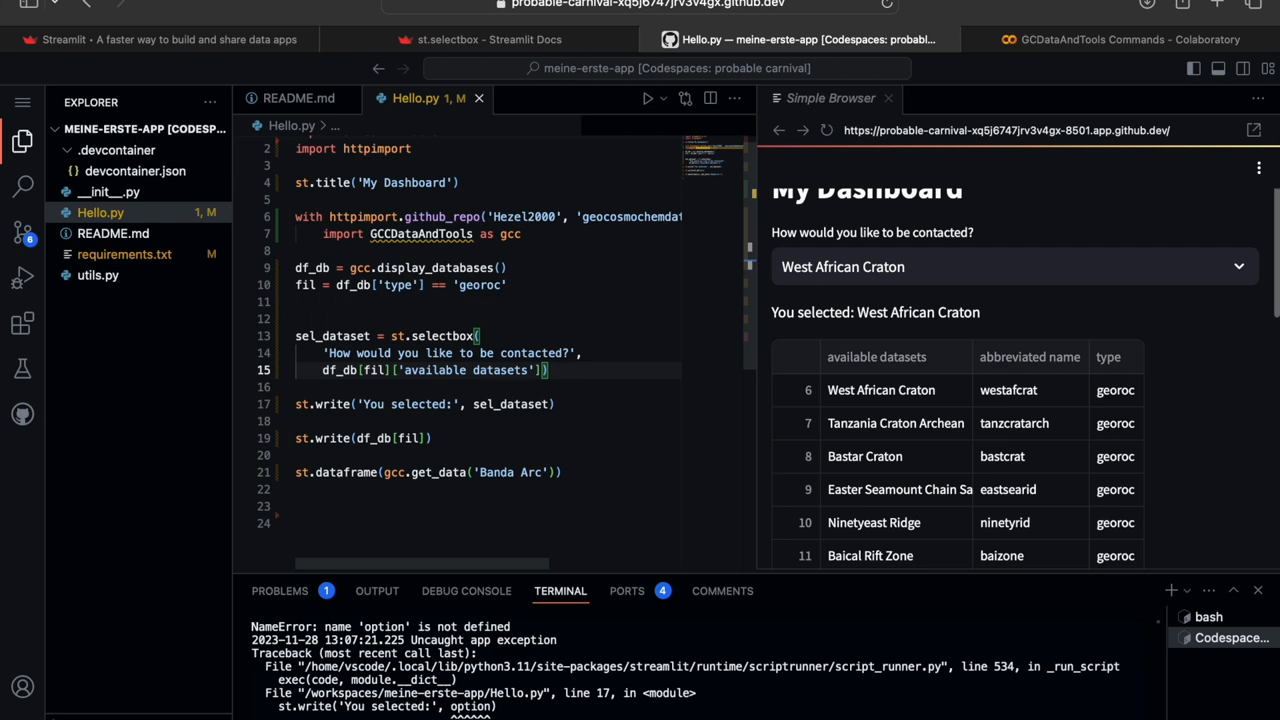 probable-carnival-xq5j6747jrv3v4gx.github.dev
Streamlit • A faster way to build and share data apps
st.selectbox - Streamlit Docs
Hello.py — meine-erste-app [Codespaces: probabl...
GCDataAndTools Commands - Colaboratory
meine-erste-app [Codespaces: probable carnival]
EXPLORER
MEINE-ERSTE-APP [CODESP...
.devcontainer
devcontainer.json
__init__.py
Hello.py 1, M
README.md
requirements.txt M
utils.py
6
README.md
Hello.py 1, M
Hello.py > ...
2 import httpimport
3
4 st.title('My Dashboard')
5
6 with httpimport.github_repo('Hezel2000', 'geocosmochemdat
7 import GCCDataAndTools as gcc
8
9 df_db = gcc.display_databases()
10 fil = df_db['type'] == 'georoc'
11
12
13 sel_dataset = st.selectbox(
14 'How would you like to be contacted?',
15 df_db[fil]['available datasets'])
16
17 st.write('You selected:', sel_dataset)
18
19 st.write(df_db[fil])
20
21 st.dataframe(gcc.get_data('Banda Arc'))
22
23
24
Simple Browser
https://probable-carnival-xq5j6747jrv3v4gx-8501.app.github.dev/
My Dashboard
How would you like to be contacted?
West African Craton
You selected: West African Craton
available datasets abbreviated name type
6 West African Craton westafcrat georoc
7 Tanzania Craton Archean tanzcratarch georoc
8 Bastar Craton bastcrat georoc
9 Easter Seamount Chain Sa eastsearid georoc
10 Ninetyeast Ridge ninetyrid georoc
11 Baical Rift Zone baizone georoc
PROBLEMS 1 OUTPUT DEBUG CONSOLE TERMINAL PORTS 4 COMMENTS
bash
Codespace...
NameError: name 'option' is not defined
2023-11-28 13:07:21.225 Uncaught app exception
Traceback (most recent call last):
File "/home/vscode/.local/lib/python3.11/site-packages/streamlit/runtime/scriptrunner/script_runner.py", line 534, in _run_script
exec(code, module.__dict__)
File "/workspaces/meine-erste-app/Hello.py", line 17, in <module>
st.write('You selected:', option)
^^^^^^